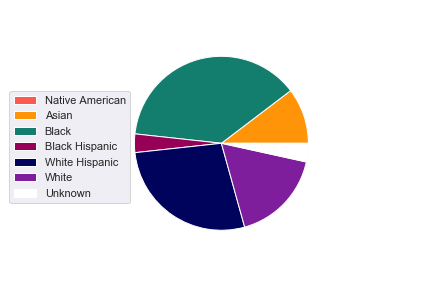 Native American
Asian
Black
Black Hispanic
White Hispanic
White
Unknown